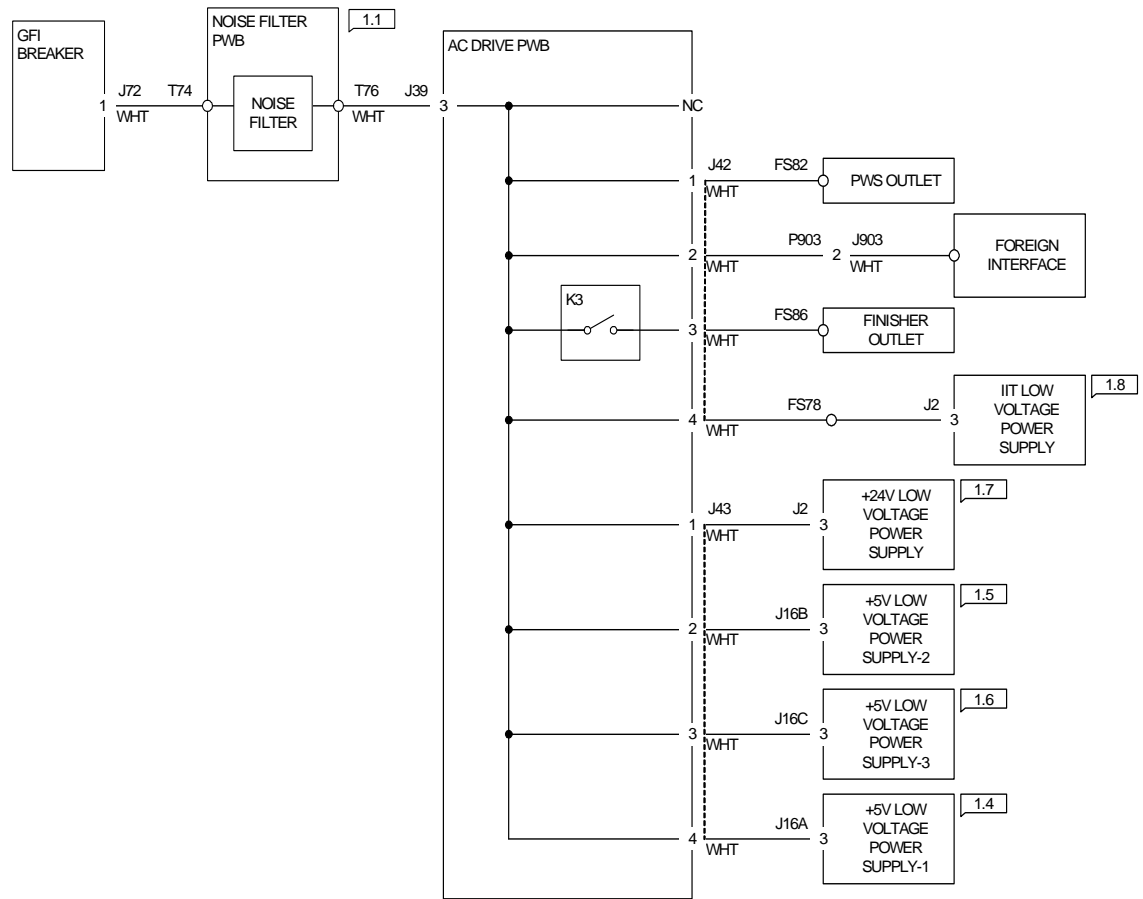 GFI
BREAKER
1
J72
WHT
T74
NOISE FILTER
PWB
1.1
NOISE
FILTER
T76
WHT
J39
3
AC DRIVE PWB
NC
1
J42
WHT
FS82
PWS OUTLET
2
WHT
P903
2
J903
WHT
FOREIGN
INTERFACE
K3
3
WHT
FS86
FINISHER
OUTLET
4
WHT
FS78
J2
3
IIT LOW
VOLTAGE
POWER
SUPPLY
1.8
1
J43
WHT
J2
3
+24V LOW
VOLTAGE
POWER
SUPPLY
1.7
2
WHT
J16B
3
+5V LOW
VOLTAGE
POWER
SUPPLY-2
1.5
3
WHT
J16C
3
+5V LOW
VOLTAGE
POWER
SUPPLY-3
1.6
4
WHT
J16A
3
+5V LOW
VOLTAGE
POWER
SUPPLY-1
1.4